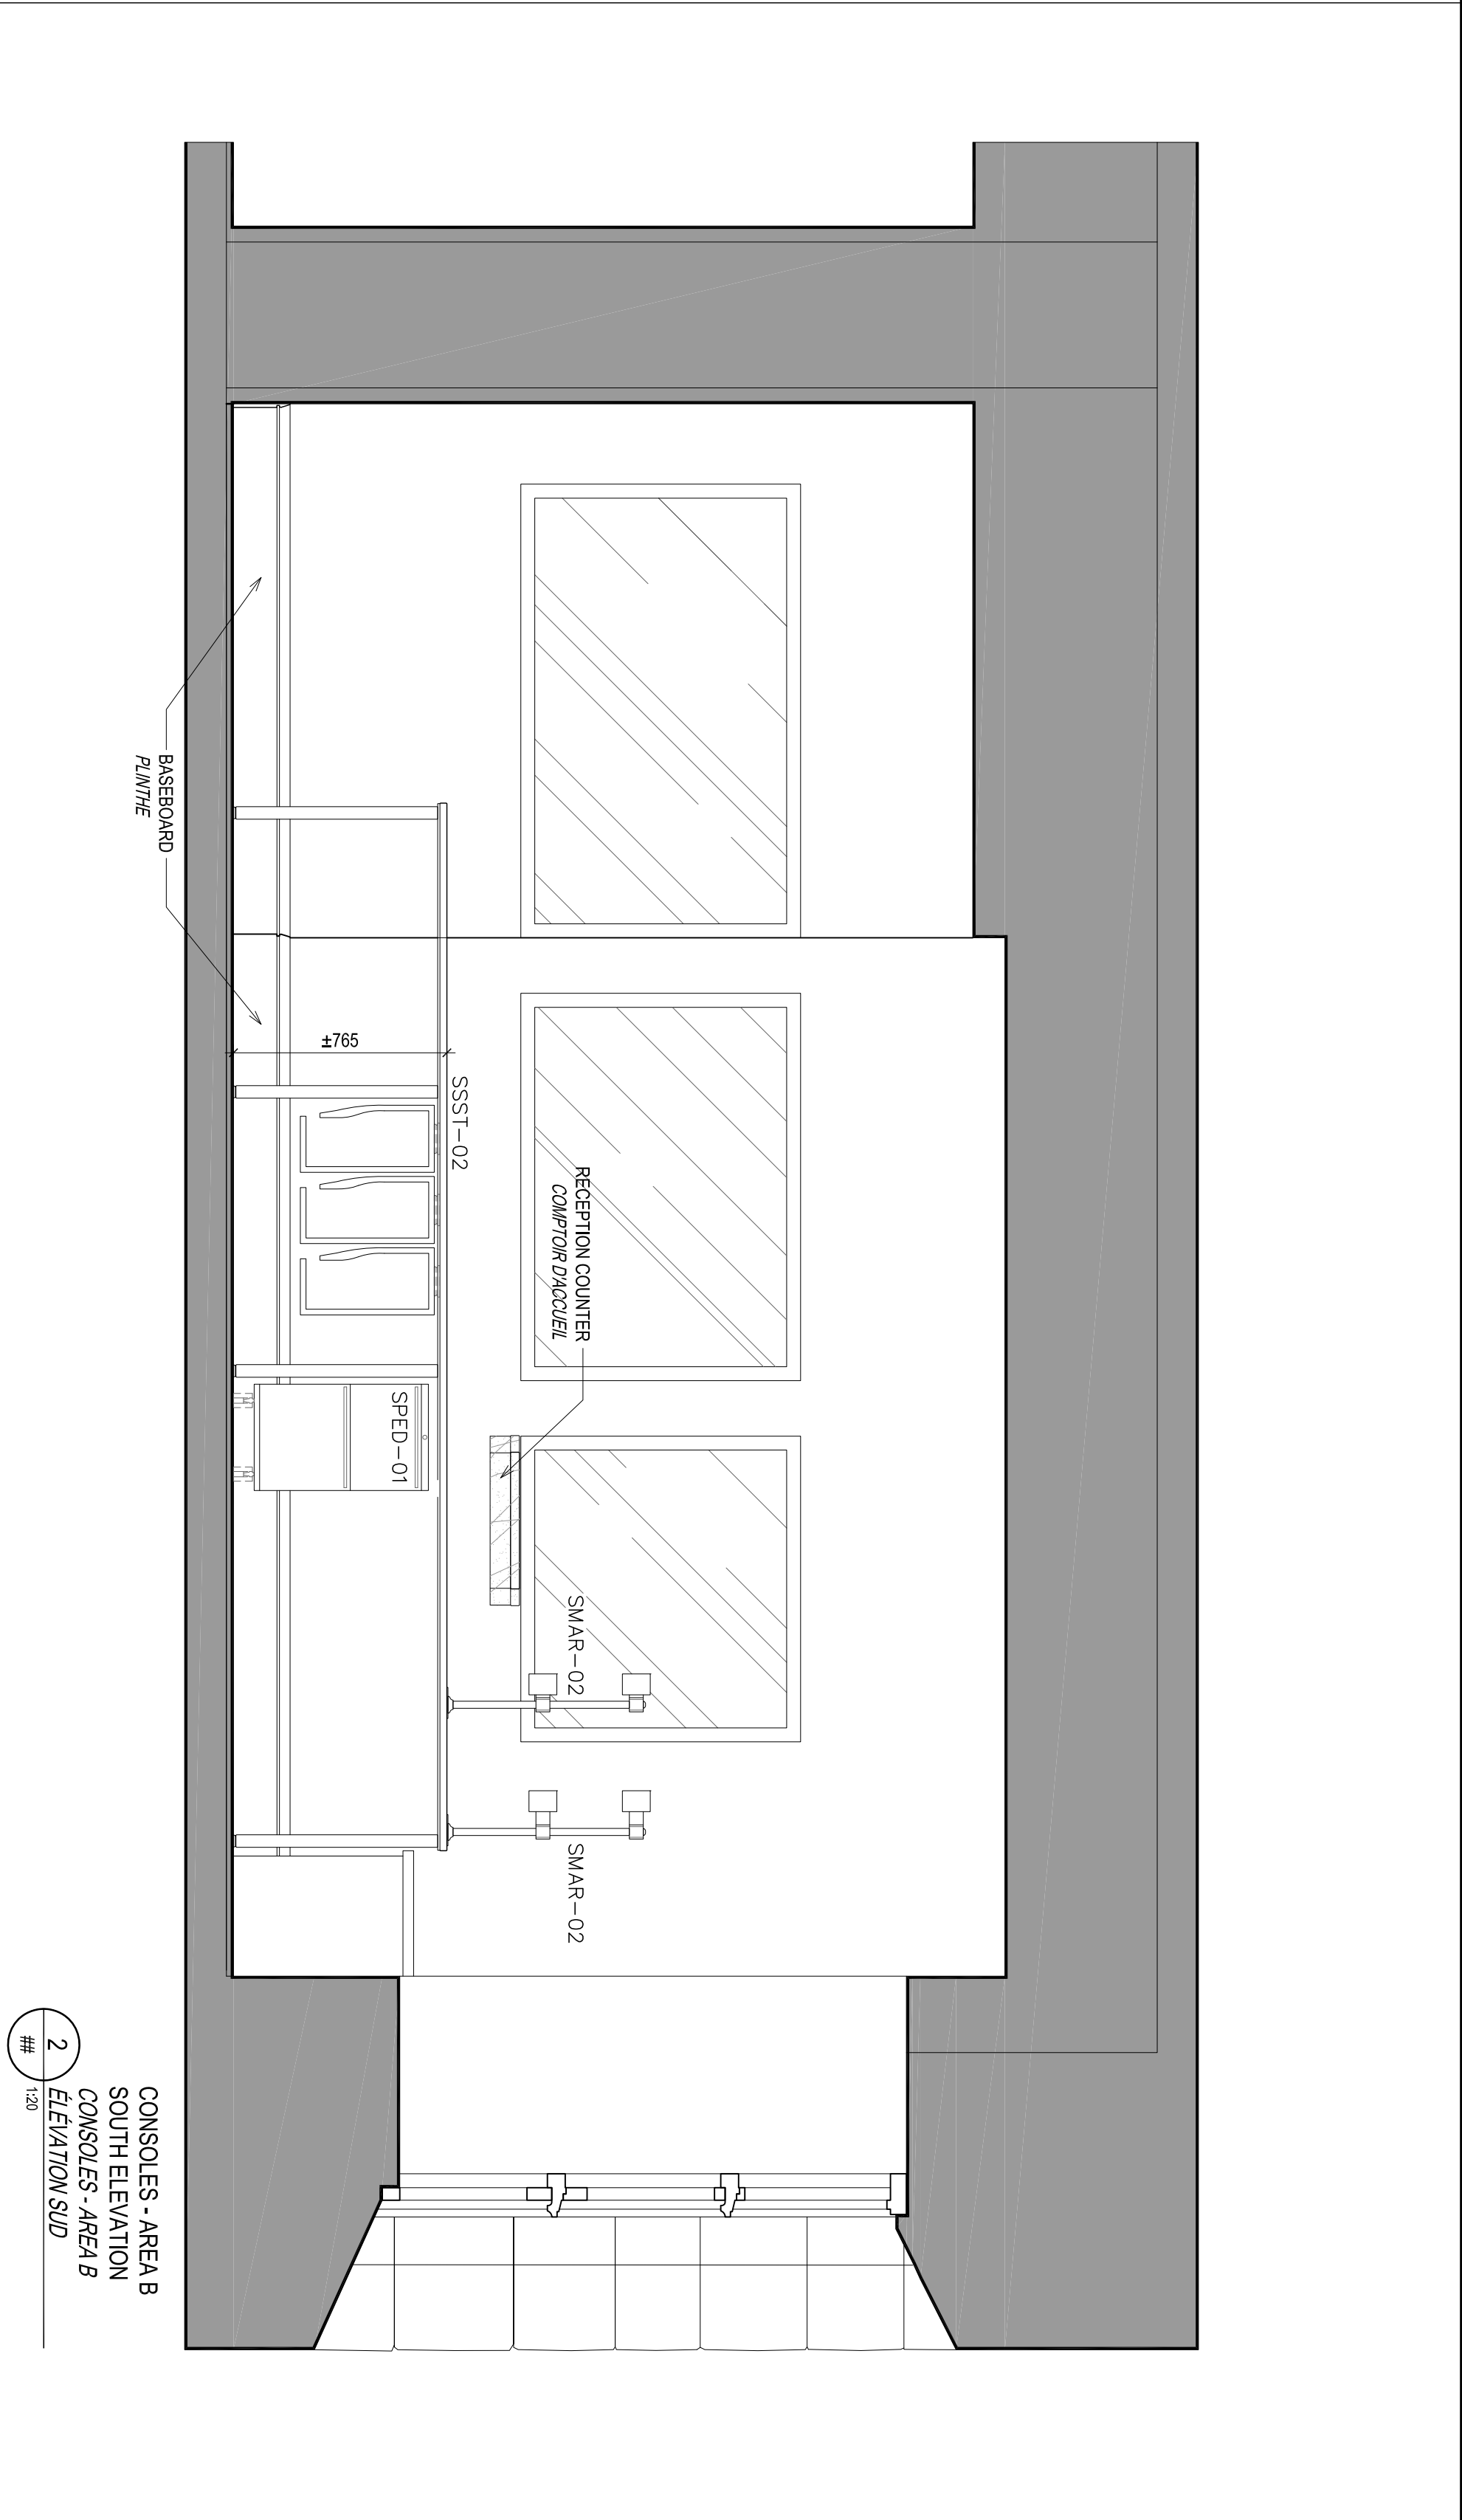 RECEPTION COUNTER
COMPTOIR D'ACCUEIL
SMAR-02
SMAR-02
SSST-02
SPED-01
±765
BASEBOARD
PLINTHE
CONSOLES - AREA B
SOUTH ELEVATION
CONSOLES - AREA B
ÉLÉVATION SUD
2
##
1:20